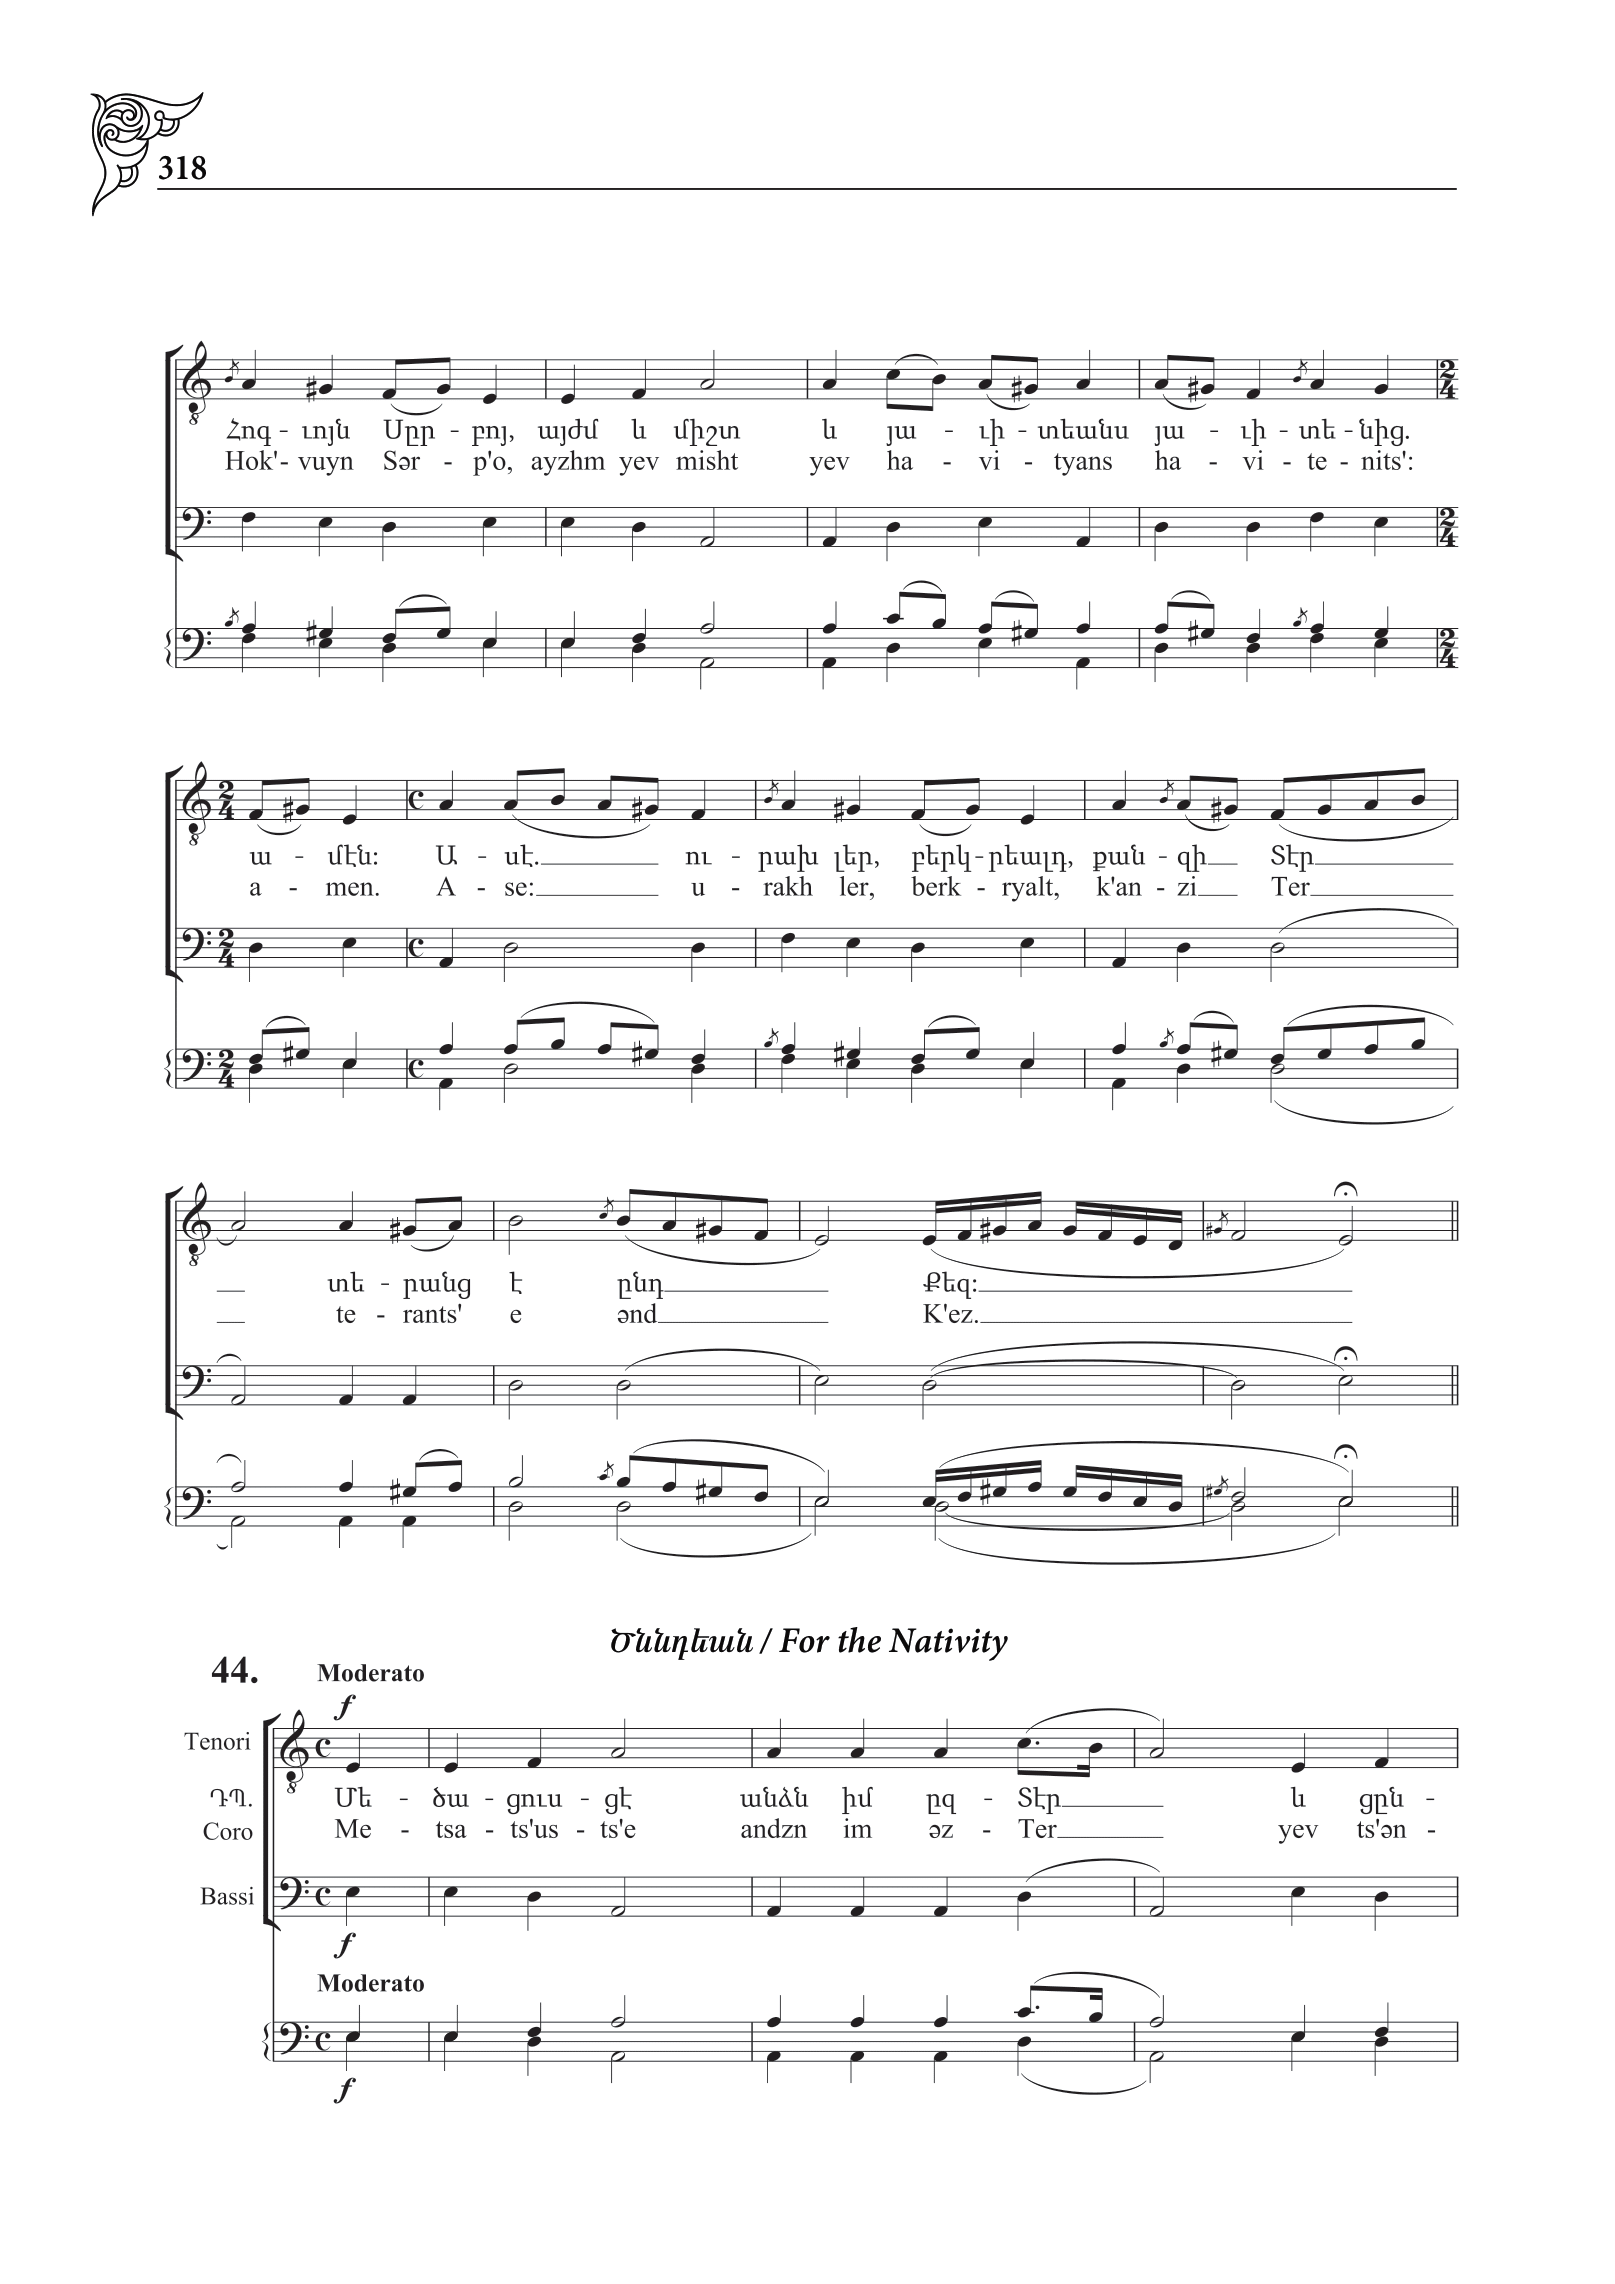 318
Հոգ - ւոյն Սըր - բոյ, այժմ և միշտ և յա - ւի - տեանս յա - ւի - տե - նից.
Hok'- vuyn Sər - p'o, ayzhm yev misht yev ha - vi - tyans ha - vi - te - nits':
ա - մէն: Ա - սէ. ու - րախ լեր, բերկ - րեալդ, քան - զի Տէր
a - men. A - se: u - rakh ler, berk - ryalt, k'an - zi Ter
տե - րանց է ընդ Քեզ:
te - rants' e ənd K'ez.
Ծննդեան / For the Nativity
44. Moderato
f
Tenori
ԴՊ. Մե - ծա - ցուս - ցէ անձն իմ ըզ - Տէր և ցըն -
Coro Me - tsa - ts'us - ts'e andzn im əz - Ter yev ts'ən -
Bassi
f
Moderato
f